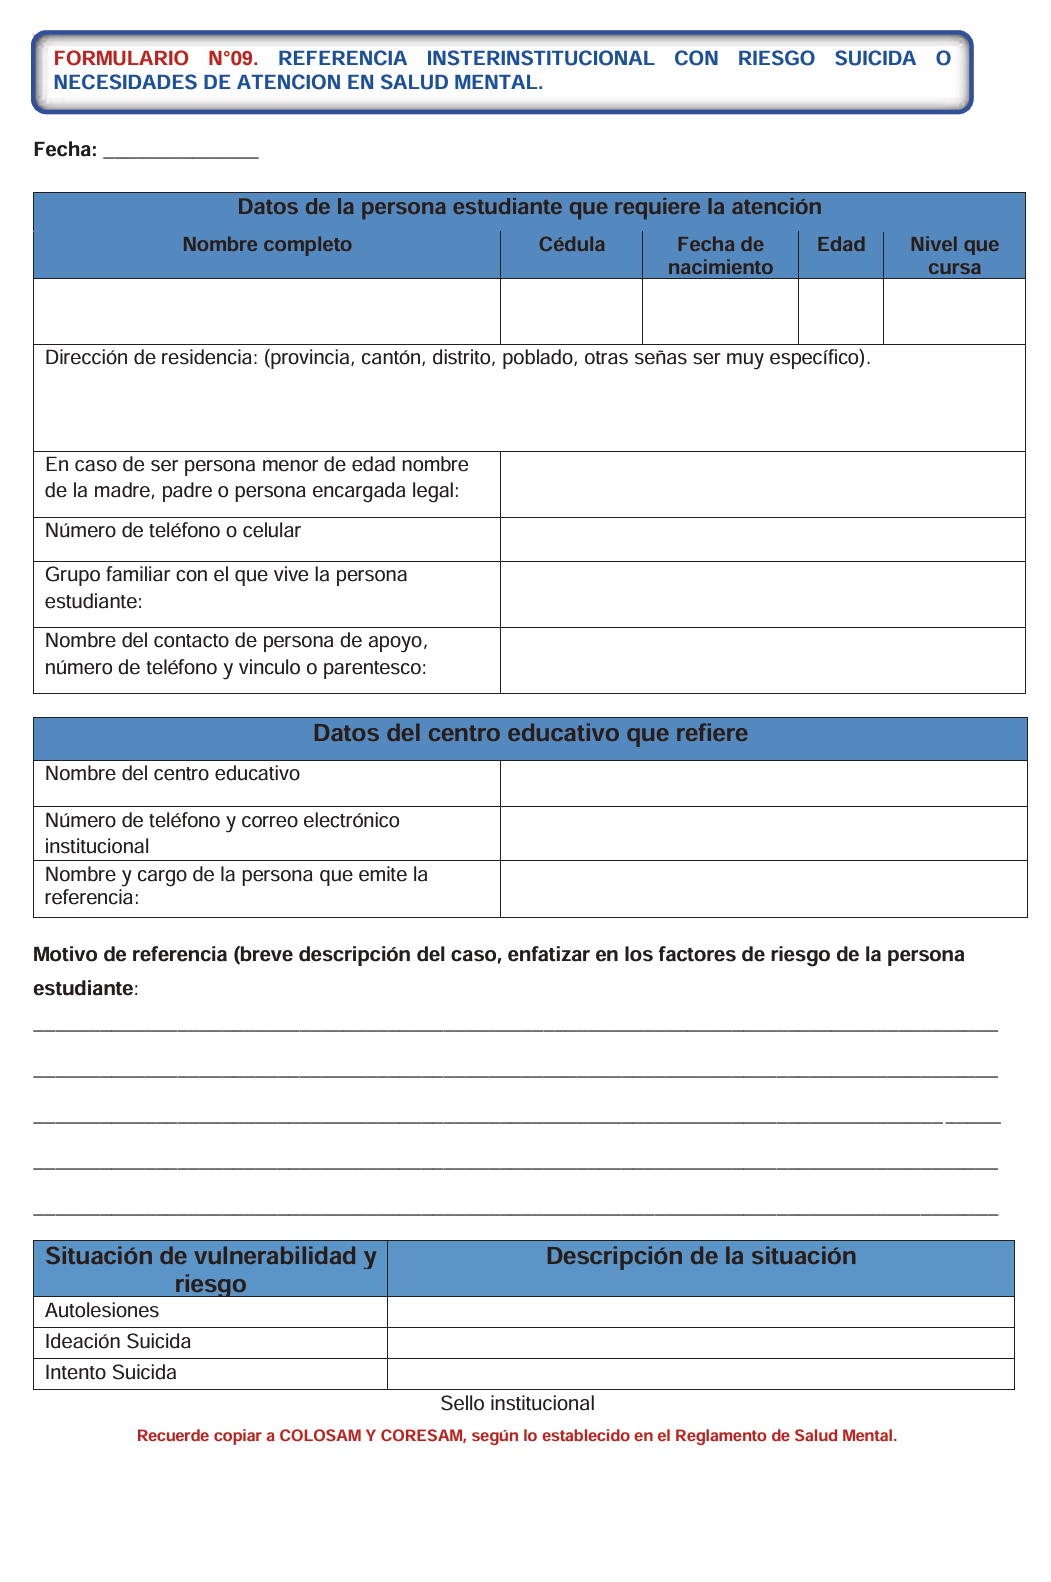 FORMULARIO N°09. REFERENCIA INSTERINSTITUCIONAL CON RIESGO SUICIDA O
NECESIDADES DE ATENCION EN SALUD MENTAL.
Fecha: ______________
Datos de la persona estudiante que requiere la atención
Nombre completo Cédula Fecha de nacimiento Edad Nivel que cursa
Dirección de residencia: (provincia, cantón, distrito, poblado, otras señas ser muy específico).
En caso de ser persona menor de edad nombre
de la madre, padre o persona encargada legal:
Número de teléfono o celular
Grupo familiar con el que vive la persona
estudiante:
Nombre del contacto de persona de apoyo,
número de teléfono y vinculo o parentesco:
Datos del centro educativo que refiere
Nombre del centro educativo
Número de teléfono y correo electrónico
institucional
Nombre y cargo de la persona que emite la
referencia:
Motivo de referencia (breve descripción del caso, enfatizar en los factores de riesgo de la persona
estudiante:
Situación de vulnerabilidad y
riesgo
Descripción de la situación
Autolesiones
Ideación Suicida
Intento Suicida
Sello institucional
Recuerde copiar a COLOSAM Y CORESAM, según lo establecido en el Reglamento de Salud Mental.